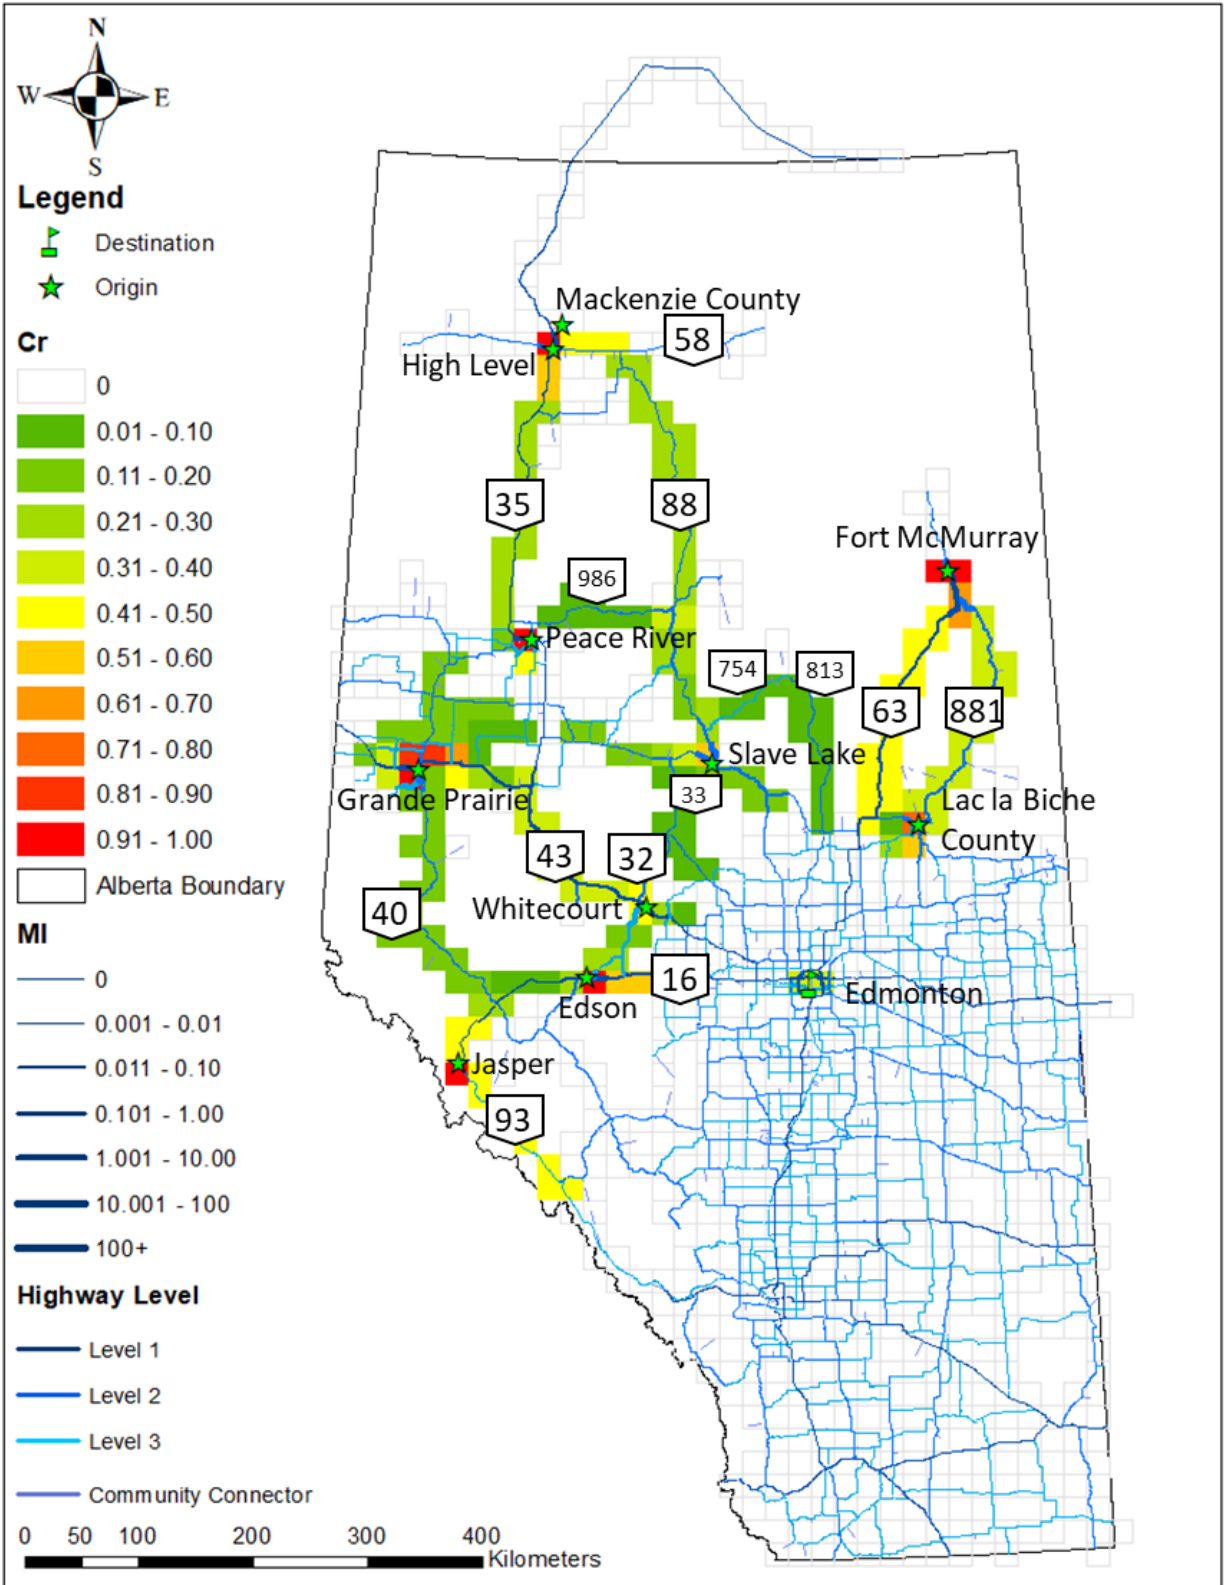 N
W
E
S
Legend
Destination
Origin
Cr
0
0.01 - 0.10
0.11 - 0.20
0.21 - 0.30
0.31 - 0.40
0.41 - 0.50
0.51 - 0.60
0.61 - 0.70
0.71 - 0.80
0.81 - 0.90
0.91 - 1.00
Alberta Boundary
MI
0
0.001 - 0.01
0.011 - 0.10
0.101 - 1.00
1.001 - 10.00
10.001 - 100
100+
Highway Level
Level 1
Level 2
Level 3
Community Connector
0 50 100 200 300 400
Kilometers
Mackenzie County
58
High Level
35
88
Fort McMurray
986
Peace River
754
813
63
881
Slave Lake
Grande Prairie
33
Lac la Biche
County
43
32
40
Whitecourt
16
Edson
Edmonton
Jasper
93